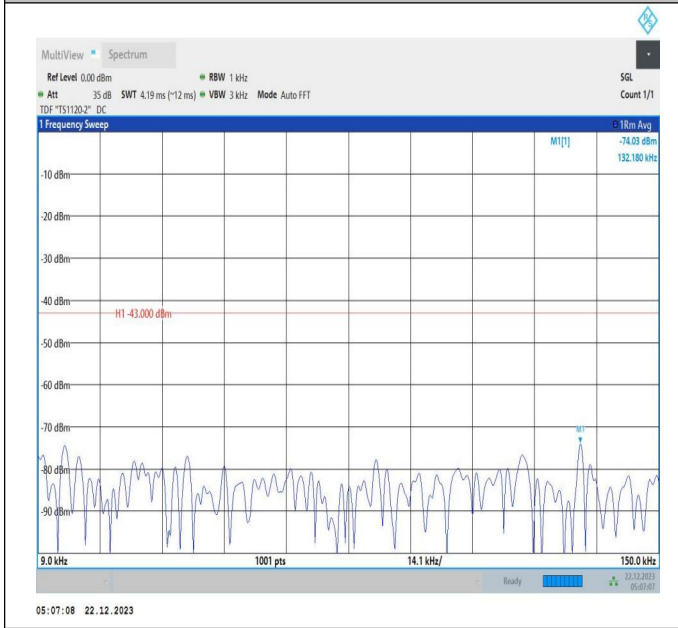 R&S
MultiView Spectrum
Ref Level 0.00 dBm RBW 1 kHz SGL
Att 35 dB SWT 4.19 ms (~12 ms) VBW 3 kHz Mode Auto FFT Count 1/1
TDF "TS1120-2" DC
1 Frequency Sweep 1Rm Avg
M1[1] -74.03 dBm
132.180 kHz
-10 dBm
-20 dBm
-30 dBm
-40 dBm
H1 -43.000 dBm
-50 dBm
-60 dBm
-70 dBm
M1
-80 dBm
-90 dBm
9.0 kHz 1001 pts 14.1 kHz/ 150.0 kHz
Ready 22.12.2023
05:07:07
05:07:08 22.12.2023